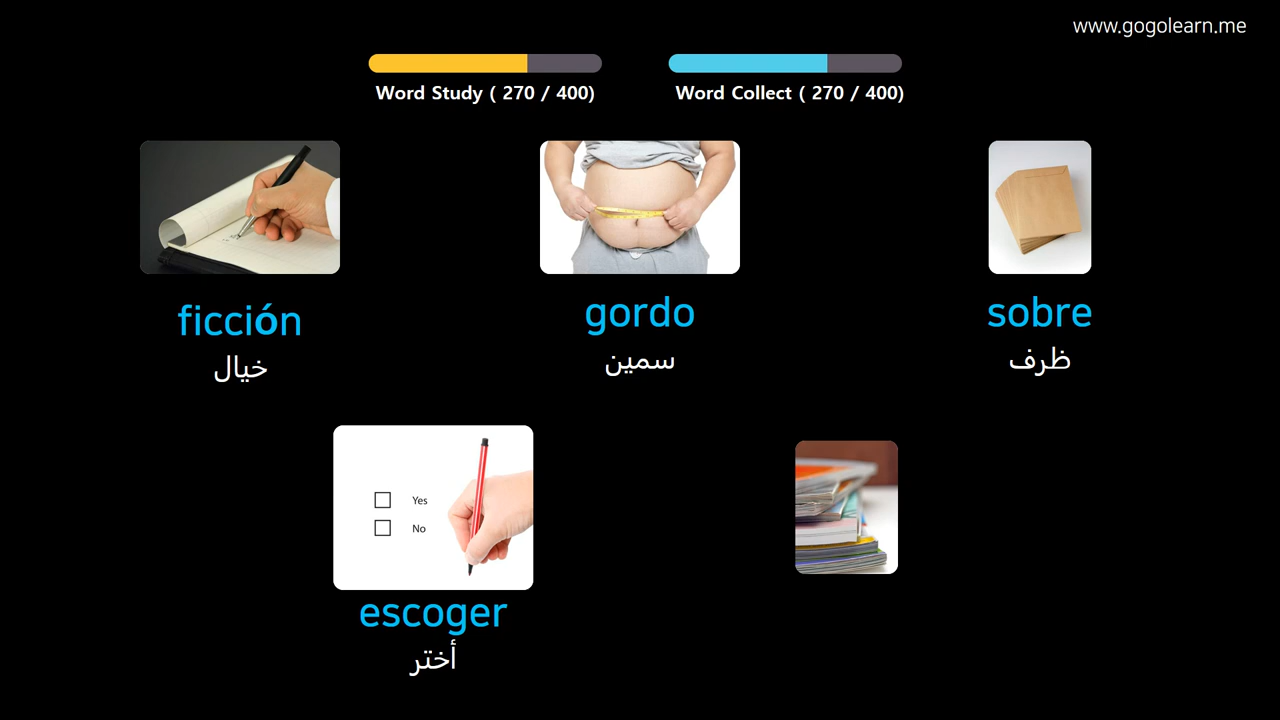 www.gogolearn.me
Word Study ( 270 / 400)
Word Collect ( 270 / 400)
ficción
خيال
gordo
سمين
sobre
ظرف
Yes
No
escoger
أختر